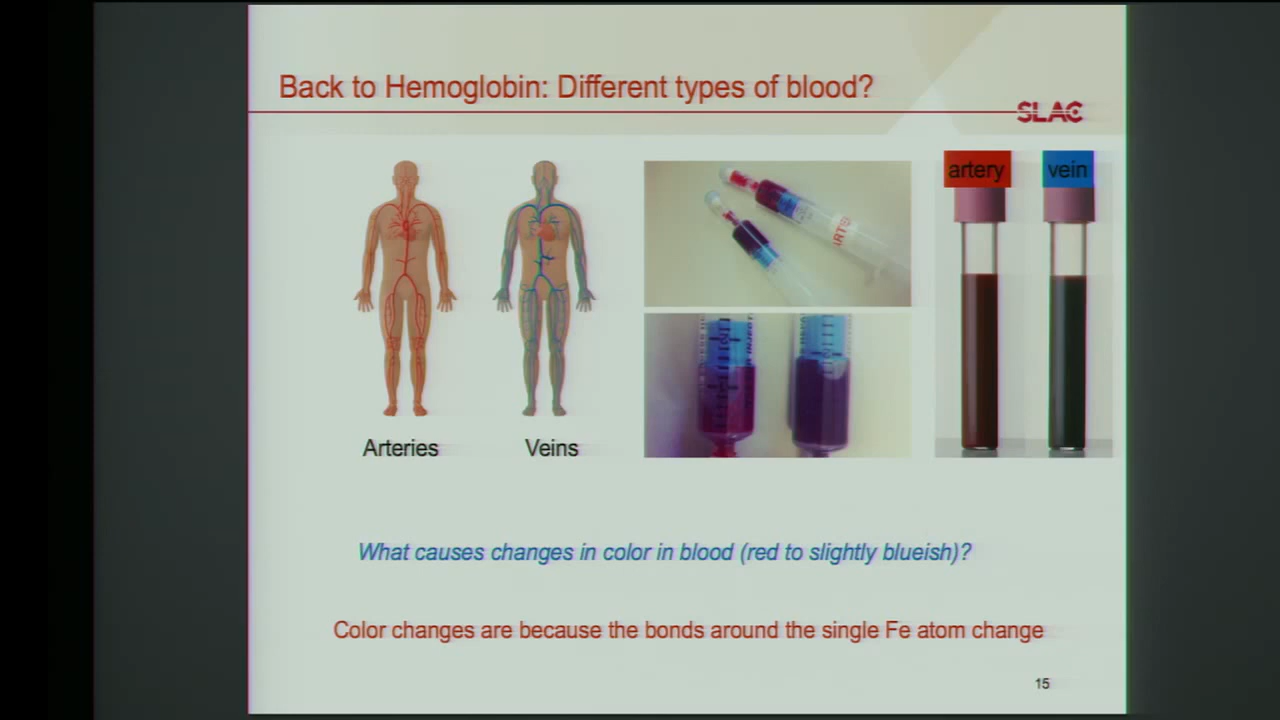 Back to Hemoglobin: Different types of blood?
SLAC
artery
vein
ARTER
Arteries
Veins
What causes changes in color in blood (red to slightly blueish)?
Color changes are because the bonds around the single Fe atom change
15